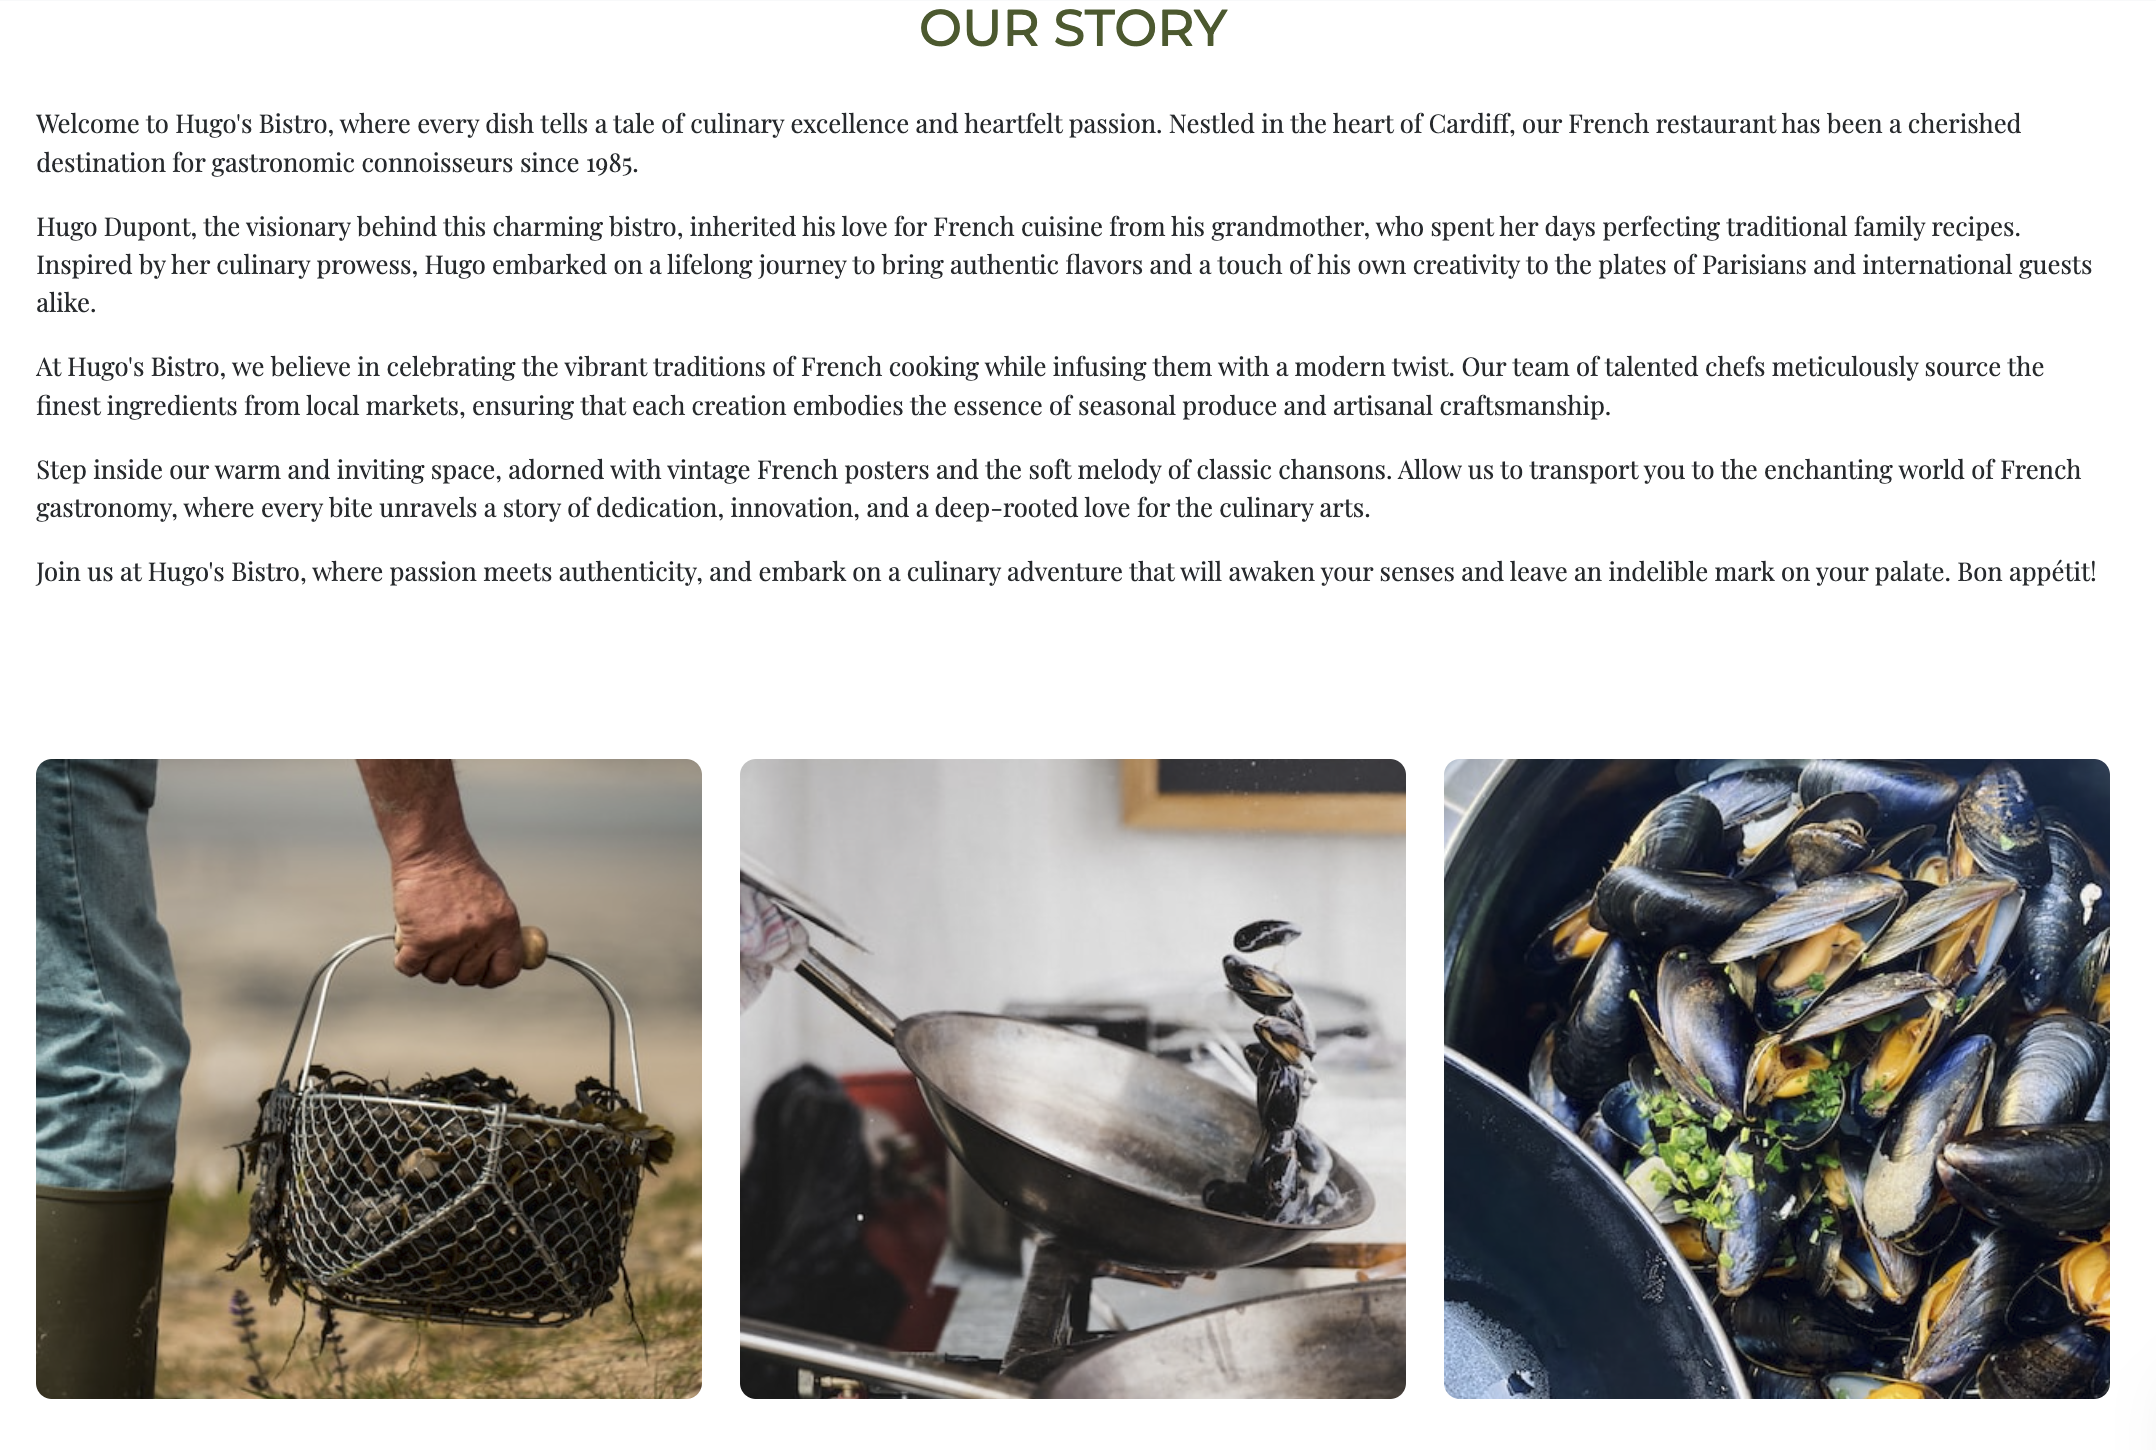 OUR STORY
Welcome to Hugo's Bistro, where every dish tells a tale of culinary excellence and heartfelt passion. Nestled in the heart of Cardiff, our French restaurant has been a cherished
destination for gastronomic connoisseurs since 1985.
Hugo Dupont, the visionary behind this charming bistro, inherited his love for French cuisine from his grandmother, who spent her days perfecting traditional family recipes.
Inspired by her culinary prowess, Hugo embarked on a lifelong journey to bring authentic flavors and a touch of his own creativity to the plates of Parisians and international guests
alike.
At Hugo's Bistro, we believe in celebrating the vibrant traditions of French cooking while infusing them with a modern twist. Our team of talented chefs meticulously source the
finest ingredients from local markets, ensuring that each creation embodies the essence of seasonal produce and artisanal craftsmanship.
Step inside our warm and inviting space, adorned with vintage French posters and the soft melody of classic chansons. Allow us to transport you to the enchanting world of French
gastronomy, where every bite unravels a story of dedication, innovation, and a deep-rooted love for the culinary arts.
Join us at Hugo's Bistro, where passion meets authenticity, and embark on a culinary adventure that will awaken your senses and leave an indelible mark on your palate. Bon appétit!